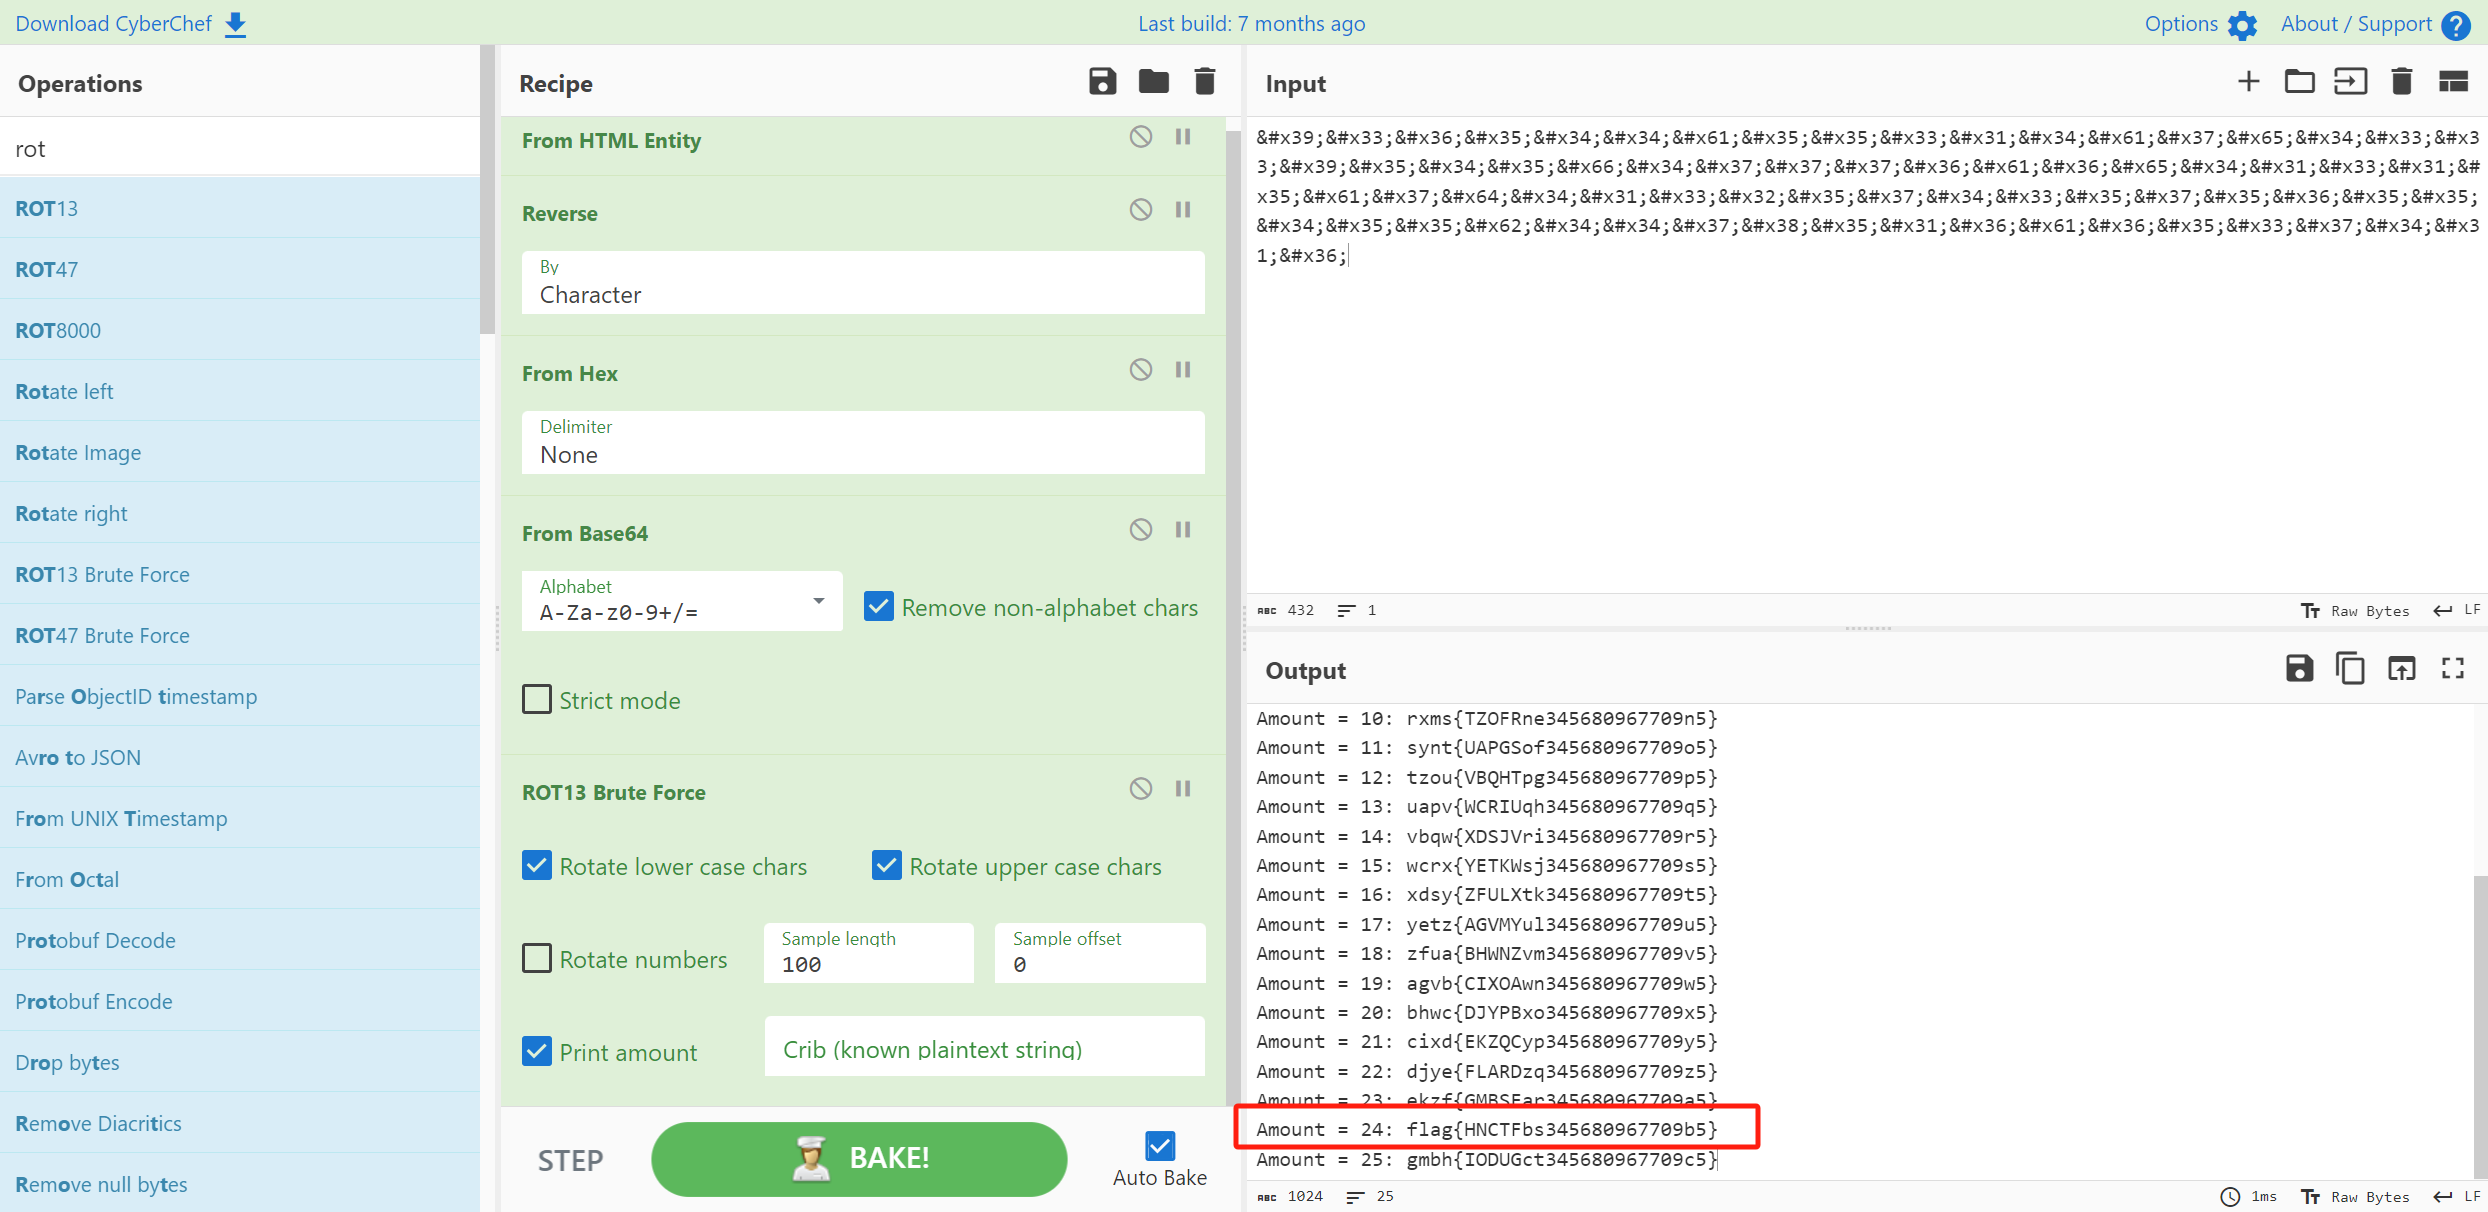 Download CyberChef
Last build: 7 months ago
Options
About / Support
Operations
rot
ROT13
ROT47
ROT8000
Rotate left
Rotate Image
Rotate right
ROT13 Brute Force
ROT47 Brute Force
Parse ObjectID timestamp
Avro to JSON
From UNIX Timestamp
From Octal
Protobuf Decode
Protobuf Encode
Drop bytes
Remove Diacritics
Remove null bytes
Recipe
From HTML Entity
Reverse
By
Character
From Hex
Delimiter
None
From Base64
Alphabet
A-Za-z0-9+/=
Remove non-alphabet chars
Strict mode
ROT13 Brute Force
Rotate lower case chars
Rotate upper case chars
Rotate numbers
Sample length
100
Sample offset
0
Print amount
Crib (known plaintext string)
STEP
BAKE!
Auto Bake
Input
&#x39;&#x33;&#x36;&#x35;&#x34;&#x34;&#x61;&#x35;&#x35;&#x33;&#x31;&#x34;&#x61;&#x37;&#x65;&#x34;&#x33;&#x3
3;&#x39;&#x35;&#x34;&#x35;&#x66;&#x34;&#x37;&#x37;&#x37;&#x36;&#x61;&#x36;&#x65;&#x34;&#x31;&#x33;&#x31;&#
x35;&#x61;&#x37;&#x64;&#x34;&#x31;&#x33;&#x32;&#x35;&#x37;&#x34;&#x33;&#x35;&#x37;&#x35;&#x36;&#x35;&#x35;
&#x34;&#x35;&#x35;&#x62;&#x34;&#x34;&#x37;&#x38;&#x35;&#x31;&#x36;&#x61;&#x36;&#x35;&#x33;&#x37;&#x34;&#x3
1;&#x36;
ABC 432
1
Tr Raw Bytes
LF
Output
Amount = 10: rxms{TZOFRne345680967709n5}
Amount = 11: synt{UAPGSof345680967709o5}
Amount = 12: tzou{VBQHTpg345680967709p5}
Amount = 13: uapv{WCRIUqh345680967709q5}
Amount = 14: vbqw{XDSJVri345680967709r5}
Amount = 15: wcrx{YETKWsj345680967709s5}
Amount = 16: xdsy{ZFULXtk345680967709t5}
Amount = 17: yetz{AGVMYul345680967709u5}
Amount = 18: zfua{BHWNZvm345680967709v5}
Amount = 19: agvb{CIXOAwn345680967709w5}
Amount = 20: bhwc{DJYPBxo345680967709x5}
Amount = 21: cixd{EKZQCyp345680967709y5}
Amount = 22: djye{FLARDzq345680967709z5}
Amount = 23: ekzf{GMBSEar345680967709a5}
Amount = 24: flag{HNCTFbs345680967709b5}
Amount = 25: gmbh{IODUGct345680967709c5}
ABC 1024
25
1ms
Tr Raw Bytes
LF